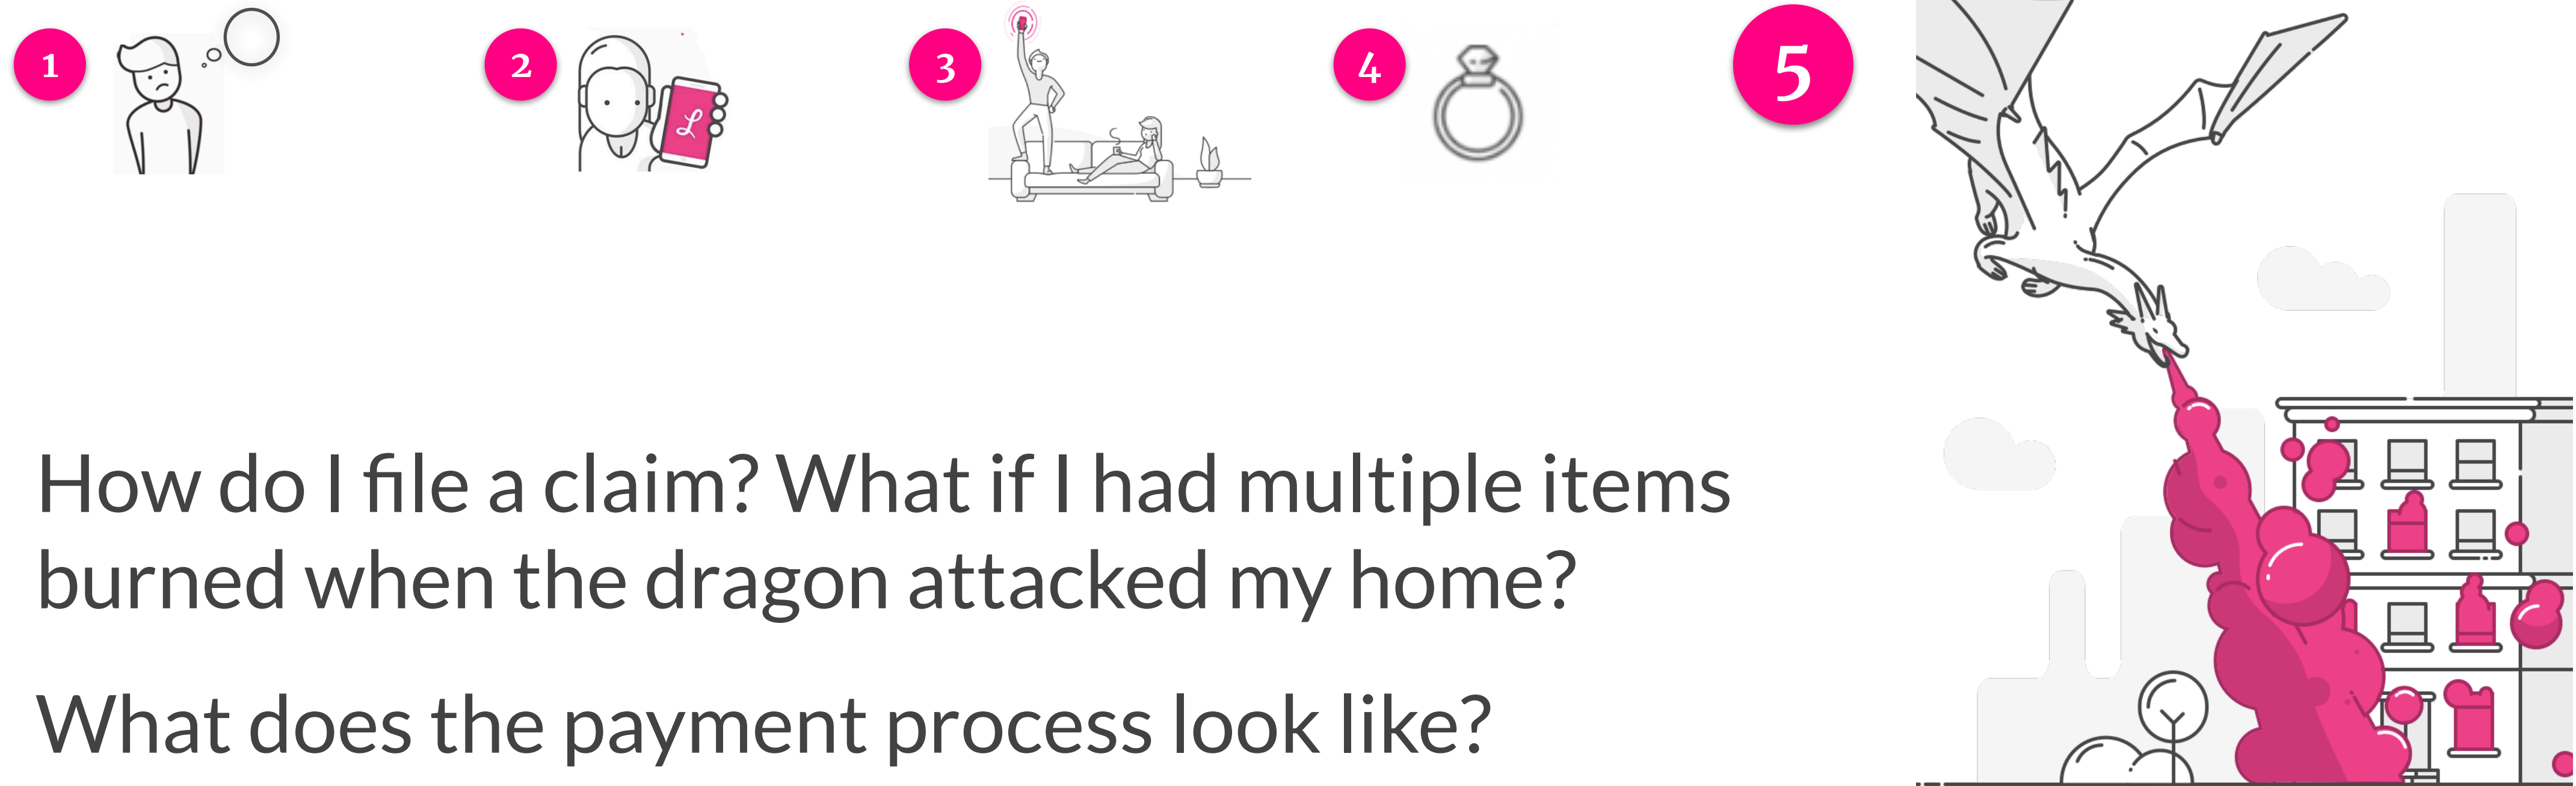 1
2
3
4
5
L
How do I file a claim? What if I had multiple items
burned when the dragon attacked my home?
What does the payment process look like?